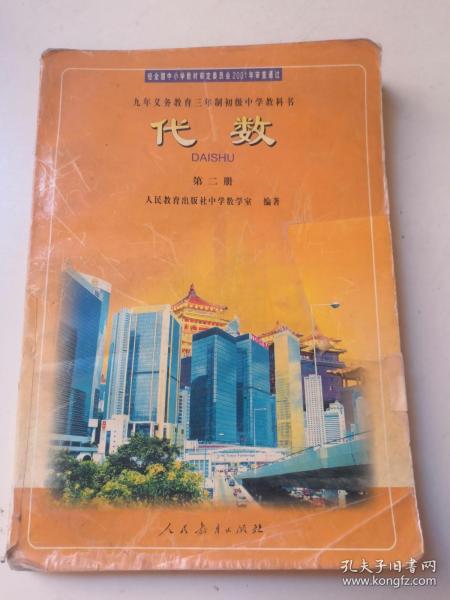 经全国中小学教材审定委员会2001年审查通过
九年义务教育三年制初级中学教科书
代数
DAISHU
第二册
人民教育出版社中学数学室 编著
人民教育出版社
孔夫子旧书网
www.kongfz.com